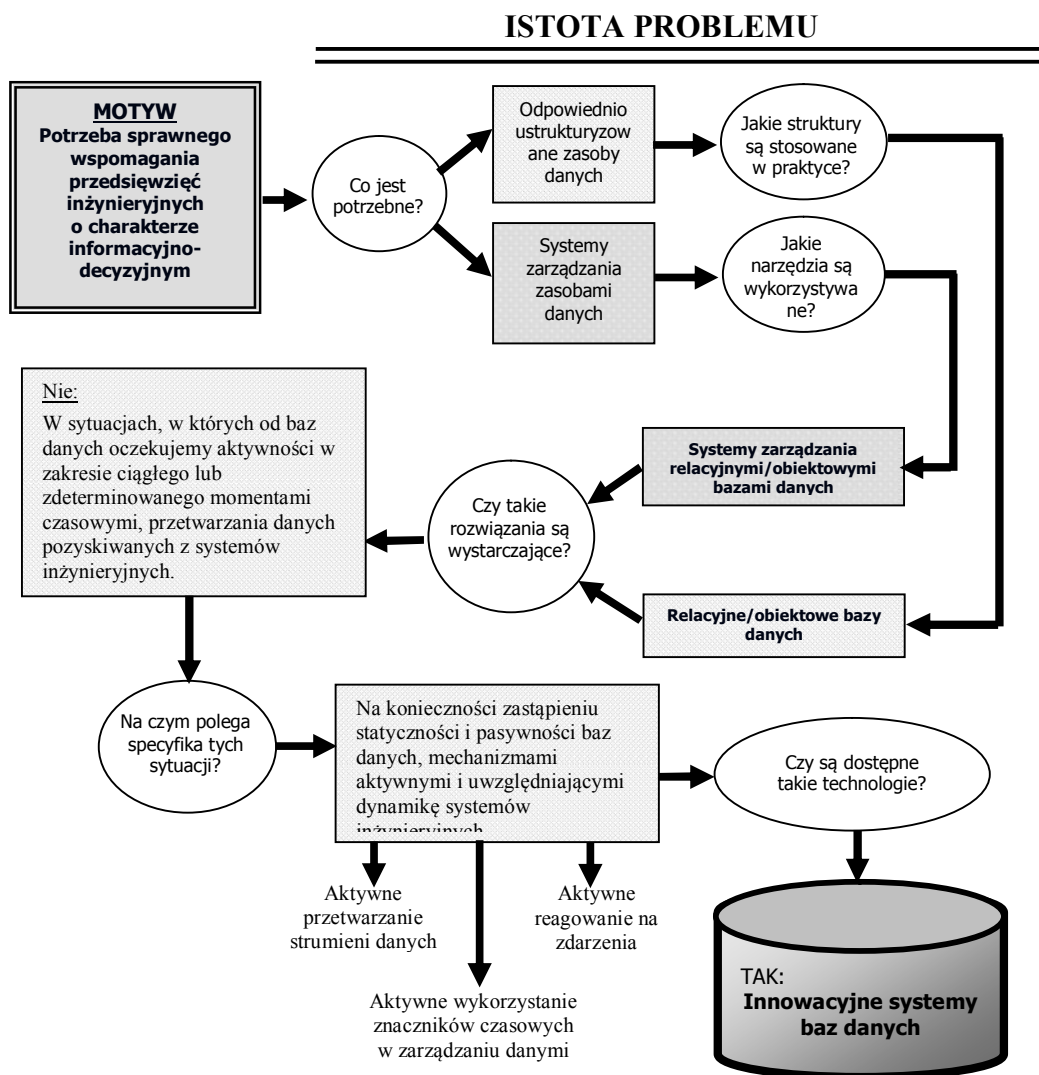 ISTOTA PROBLEMU
MOTYW
Potrzeba sprawnego
wspomagania
przedsięwzięć
inżynieryjnych
o charakterze
informacyjno-
decyzyjnym
Co jest
potrzebne?
Odpowiednio
ustrukturyzow
ane zasoby
danych
Jakie struktury
są stosowane
w praktyce?
Systemy
zarządzania
zasobami
danych
Jakie
narzędzia są
wykorzystywa
ne?
Nie:
W sytuacjach, w których od baz
danych oczekujemy aktywności w
zakresie ciągłego lub
zdeterminowanego momentami
czasowymi, przetwarzania danych
pozyskiwanych z systemów
inżynieryjnych.
Czy takie
rozwiązania są
wystarczające?
Systemy zarządzania
relacyjnymi/obiektowymi
bazami danych
Relacyjne/obiektowe bazy
danych
Na czym polega
specyfika tych
sytuacji?
Na konieczności zastąpieniu
statyczności i pasywności baz
danych, mechanizmami
aktywnymi i uwzględniającymi
dynamikę systemów
inżynieryjnych
Czy są dostępne
takie technologie?
Aktywne
przetwarzanie
strumieni danych
Aktywne
reagowanie na
zdarzenia
Aktywne wykorzystanie
znaczników czasowych
w zarządzaniu danymi
TAK:
Innowacyjne systemy
baz danych